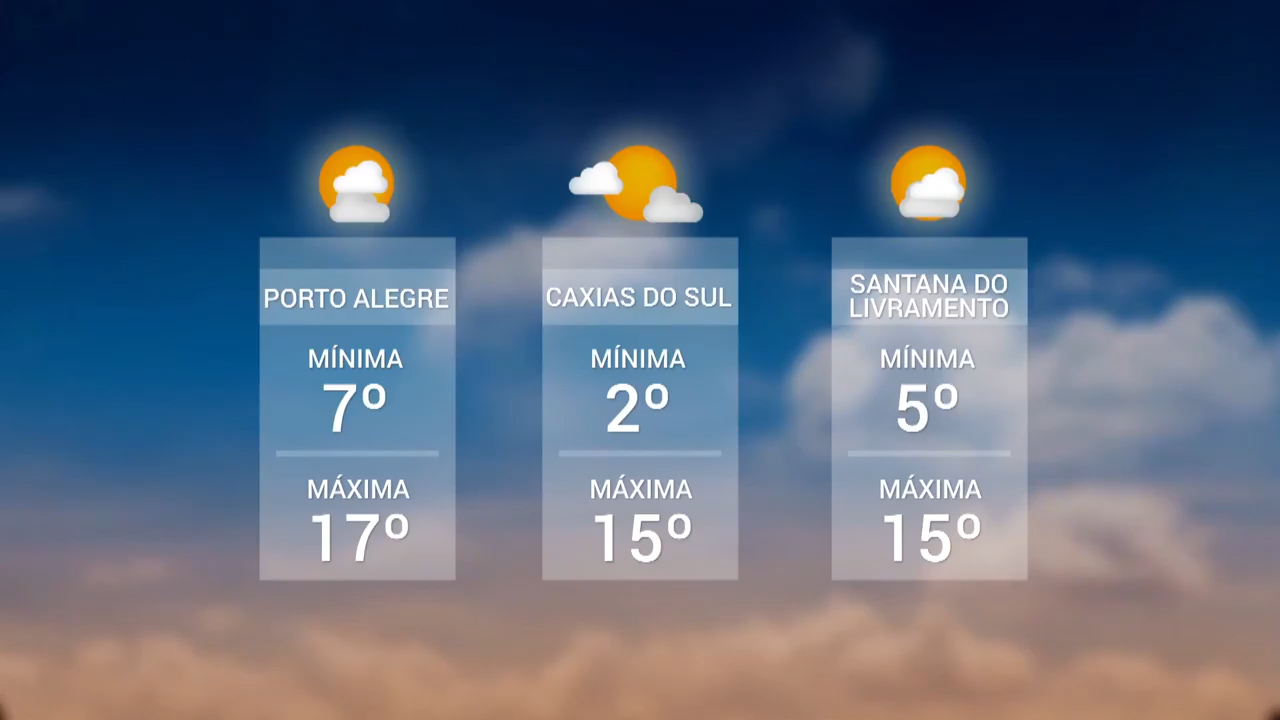 PORTO ALEGRE
MÍNIMA
7º
MÁXIMA
17º
CAXIAS DO SUL
MÍNIMA
2º
MÁXIMA
15º
SANTANA DO
LIVRAMENTO
MÍNIMA
5º
MÁXIMA
15º